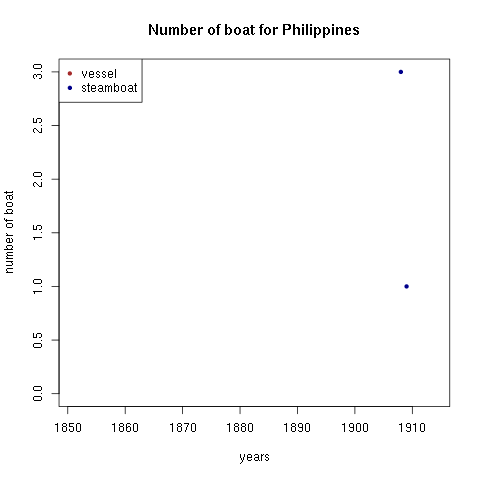 Number of boat for Philippines
vessel
steamboat
number of boat
0.0
0.5
1.0
1.5
2.0
2.5
3.0
1850 1860 1870 1880 1890 1900 1910
years